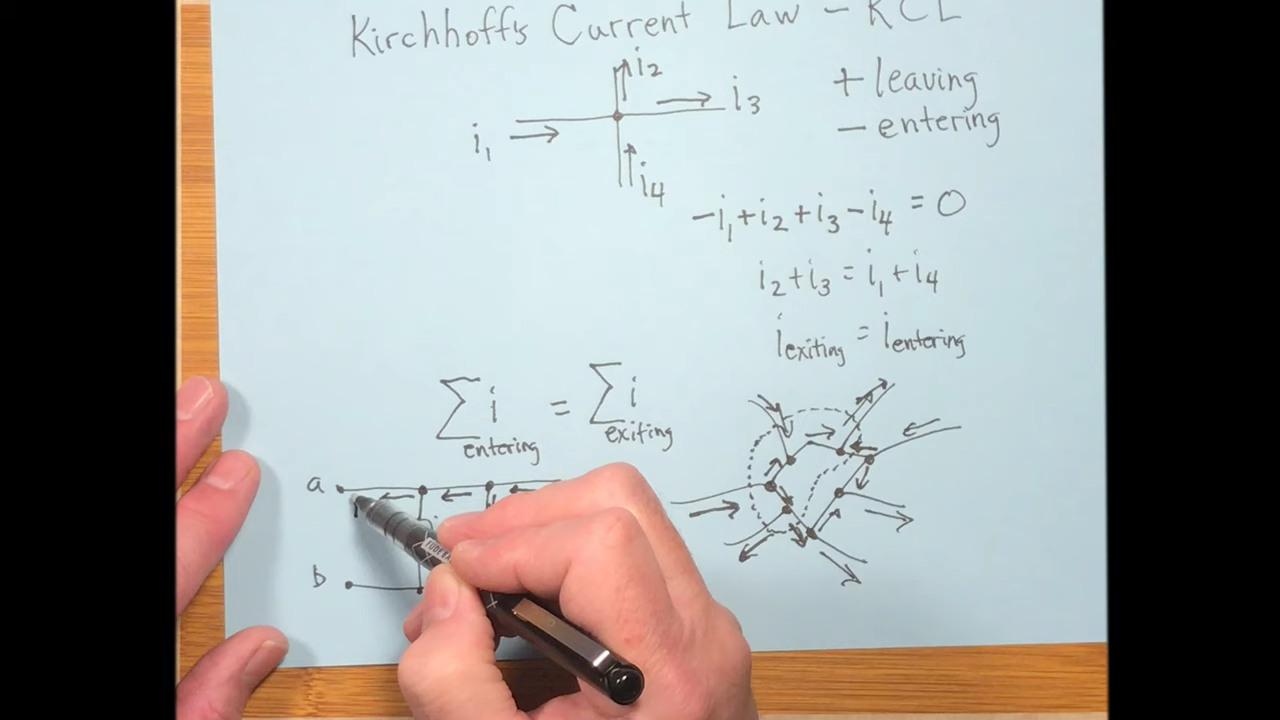 Kirchhoff's Current Law - KCL
i2
i3
+ leaving
i1
- entering
i4
-i1+i2+i3-i4 = 0
i2+i3 = i1+i4
iexiting = ientering
∑i = ∑i
entering exiting
a
b